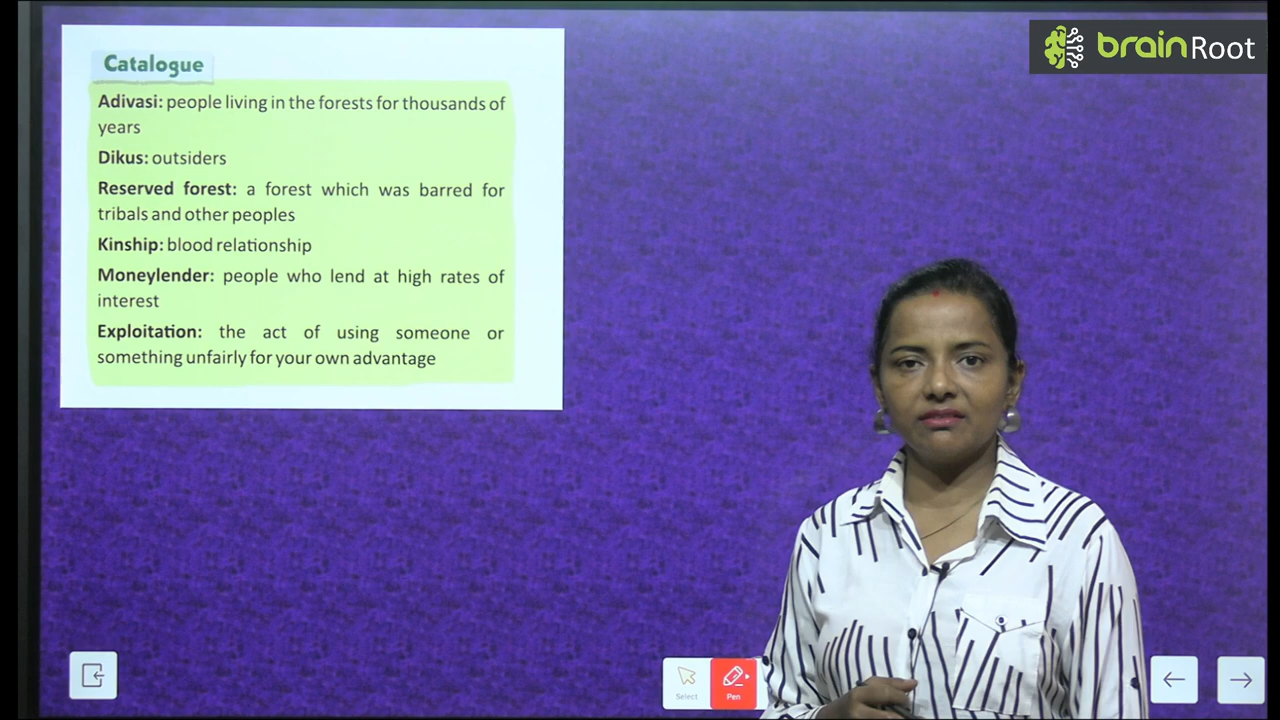 brainRoot
Catalogue
Adivasi: people living in the forests for thousands of
years
Dikus: outsiders
Reserved forest: a forest which was barred for
tribals and other peoples
Kinship: blood relationship
Moneylender: people who lend at high rates of
interest
Exploitation: the act of using someone or
something unfairly for your own advantage
Select
Pen